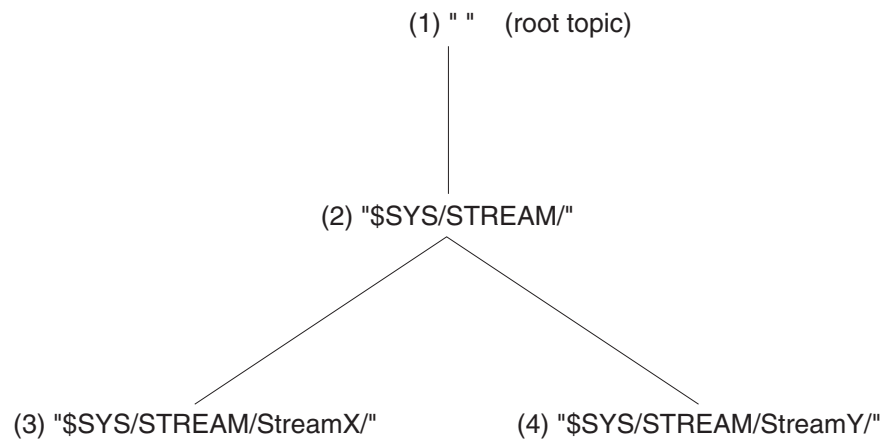 (1) " " (root topic)
(2) "$SYS/STREAM/"
(3) "$SYS/STREAM/StreamX/"
(4) "$SYS/STREAM/StreamY/"